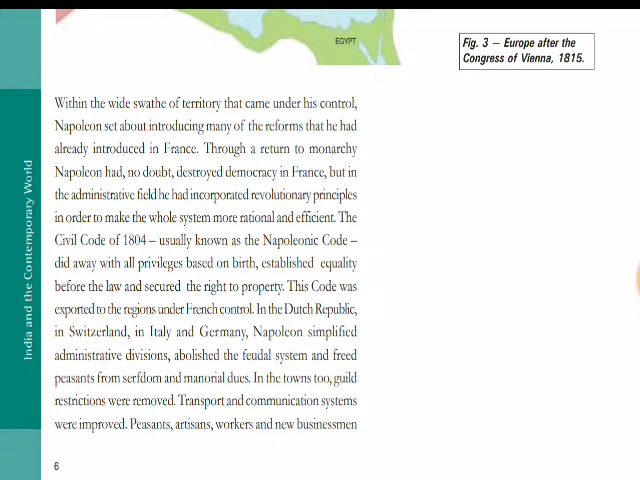 EGYPT
Fig. 3 — Europe after the
Congress of Vienna, 1815.
Within the wide swathe of territory that came under his control,
Napoleon set about introducing many of the reforms that he had
already introduced in France. Through a return to monarchy
Napoleon had, no doubt, destroyed democracy in France, but in
the administrative field he had incorporated revolutionary principles
in order to make the whole system more rational and efficient. The
Civil Code of 1804 – usually known as the Napoleonic Code –
did away with all privileges based on birth, established equality
before the law and secured the right to property. This Code was
exported to the regions under French control. In the Dutch Republic,
in Switzerland, in Italy and Germany, Napoleon simplified
administrative divisions, abolished the feudal system and freed
peasants from serfdom and manorial dues. In the towns too, guild
restrictions were removed. Transport and communication systems
were improved. Peasants, artisans, workers and new businessmen
India and the Contemporary World
6